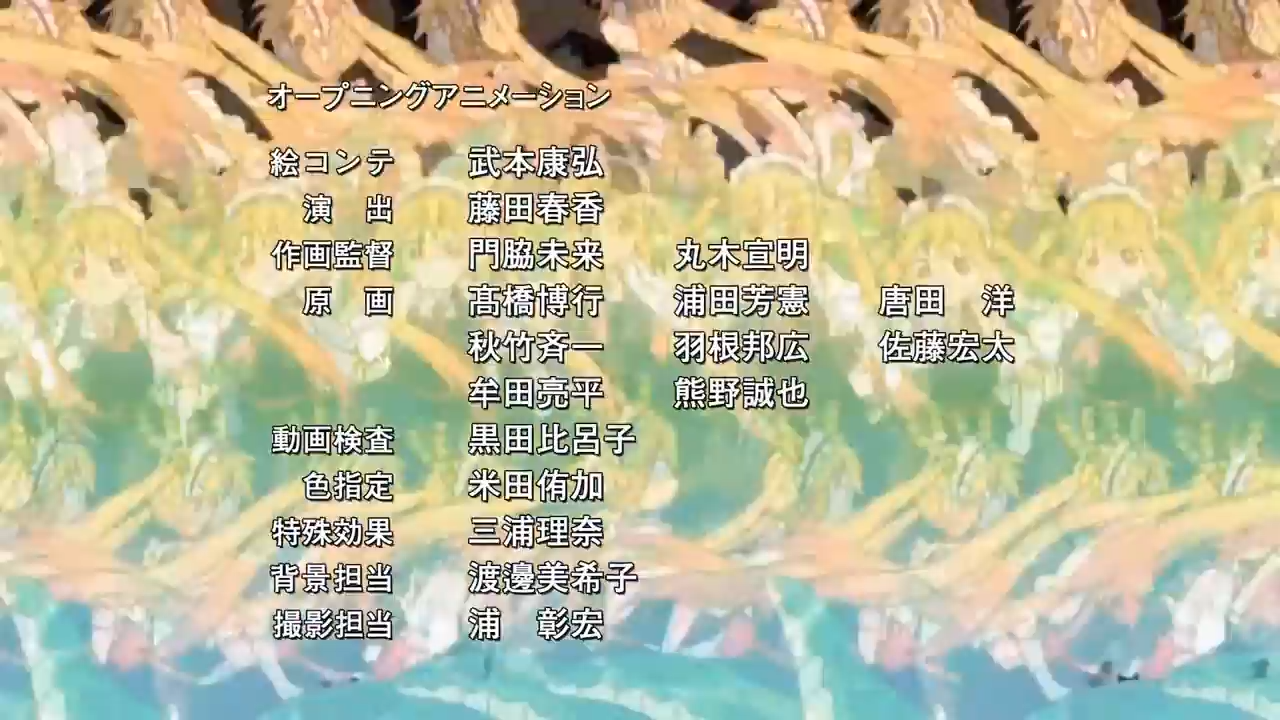 オープニングアニメーション
絵コンテ 武本康弘
演 出 藤田春香
作画監督 門脇未来 丸木宣明
原 画 髙橋博行 浦田芳憲 唐田 洋
秋竹斉一 羽根邦広 佐藤宏太
牟田亮平 熊野誠也
動画検査 黒田比呂子
色指定 米田侑加
特殊効果 三浦理奈
背景担当 渡邊美希子
撮影担当 浦 彰宏